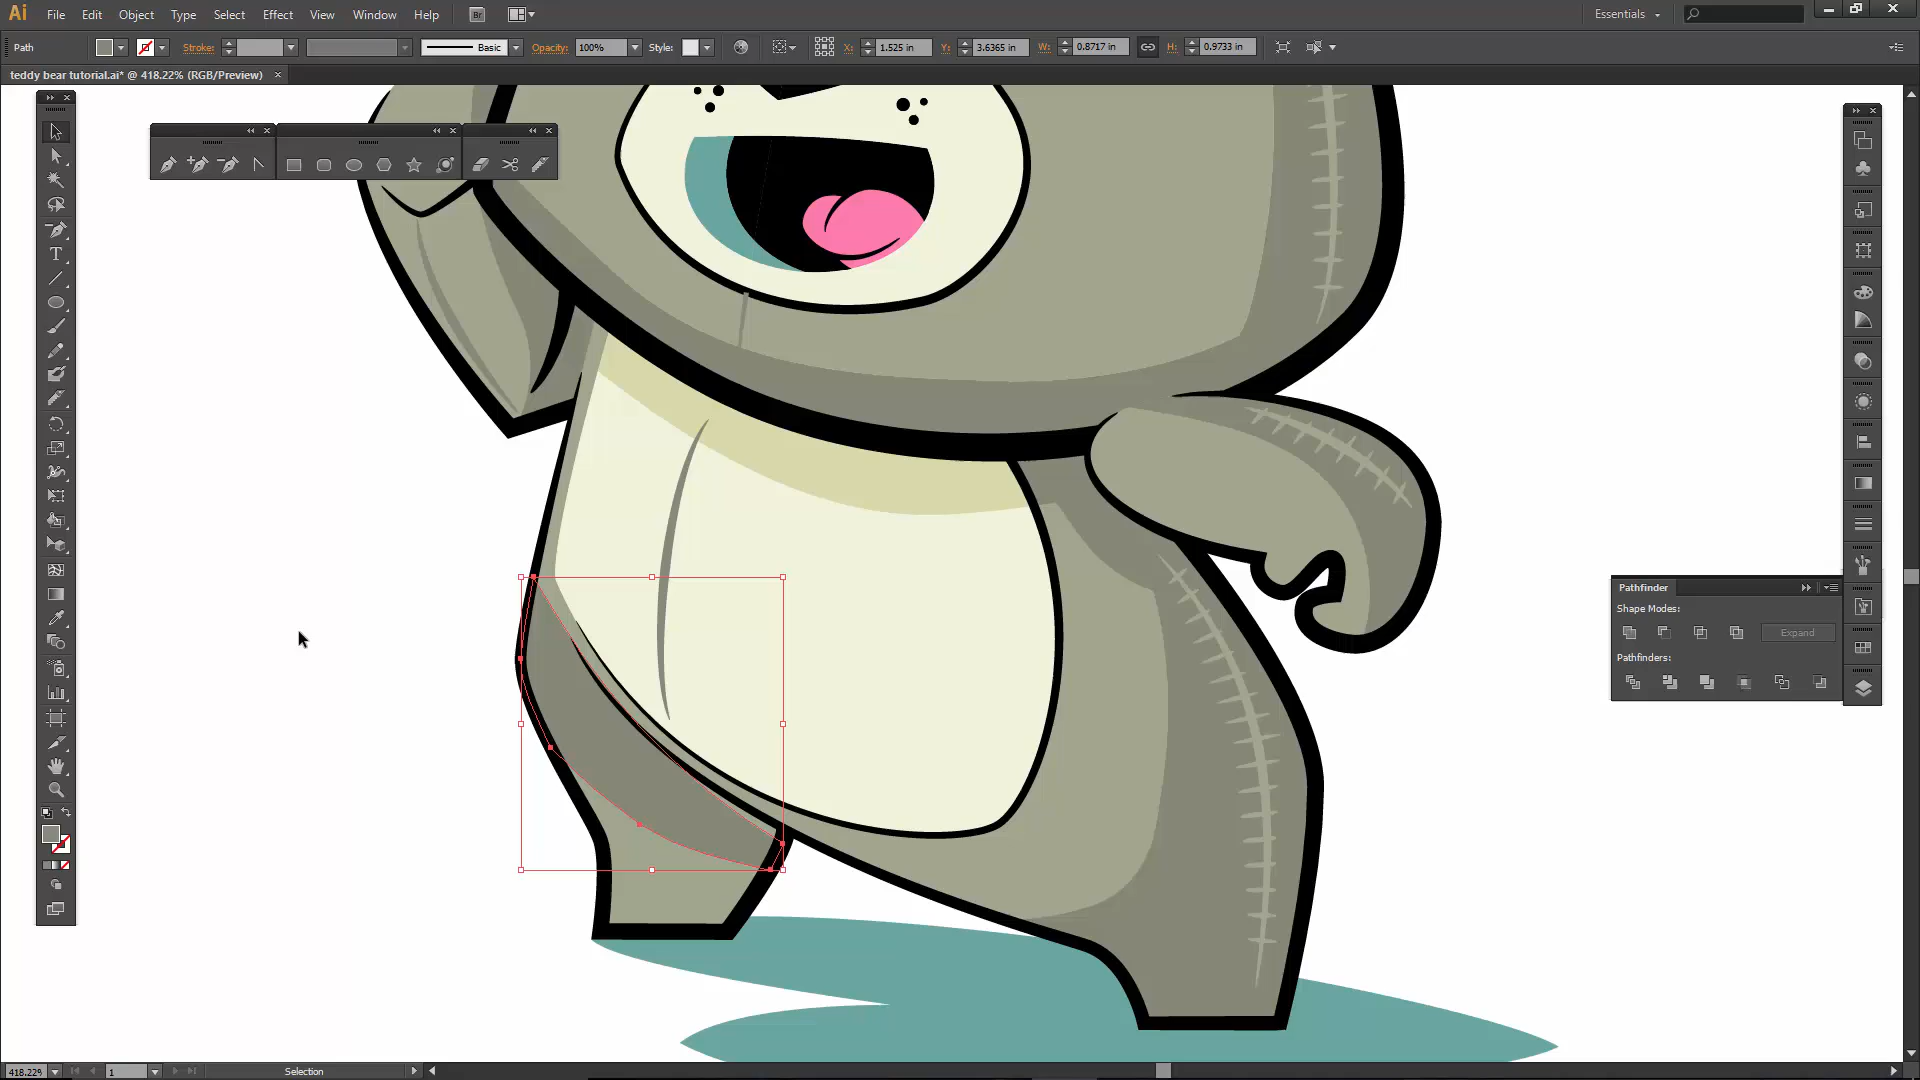 Ai File Edit Object Type Select Effect View Window Help Br Essentials
Path Stroke: Basic Opacity: 100% Style: X: 1.525 in Y: 3.6365 in W: 0.8717 in H: 0.9733 in
teddy bear tutorial.ai* @ 418.22% (RGB/Preview) ×
T
Pathfinder
Shape Modes:
Expand
Pathfinders:
418.22% 1 Selection